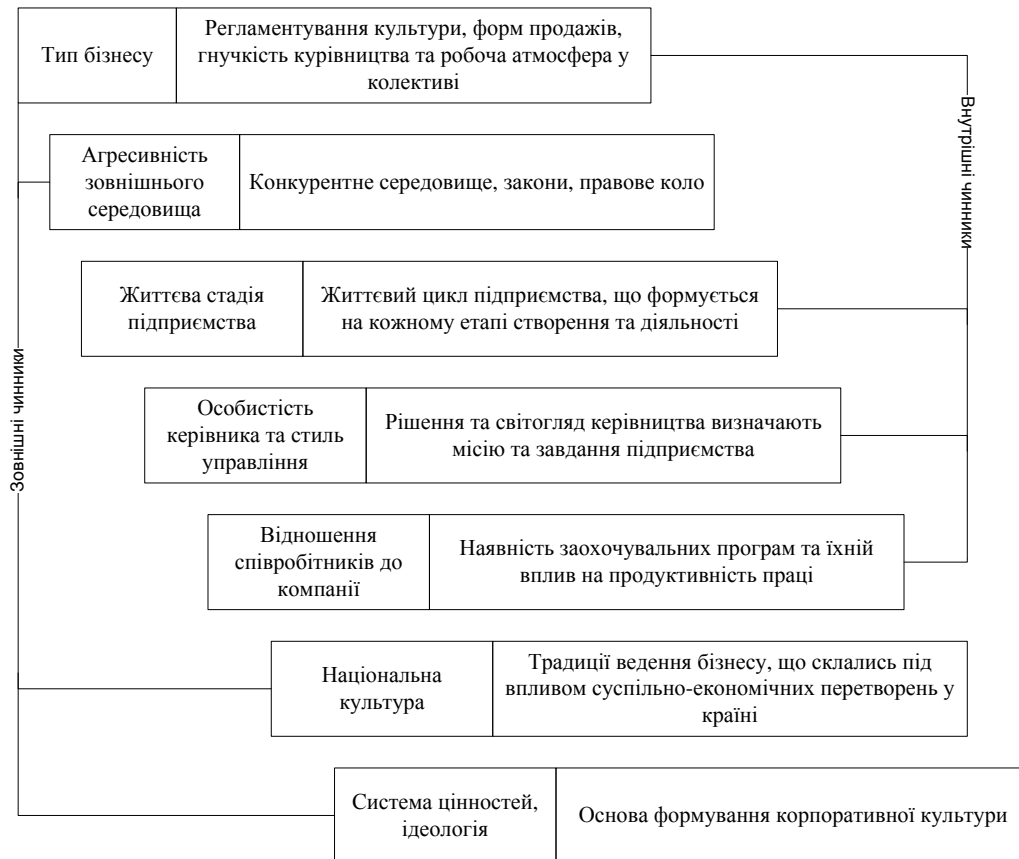 Тип бізнесу
Регламентування культури, форм продажів,
гнучкість курівництва та робоча атмосфера у
колективі
Агресивність
зовнішнього
середовища
Конкурентне середовище, закони, правове коло
Життєва стадія
підприємства
Життєвий цикл підприємства, що формується
на кожному етапі створення та діяльності
Особистість
керівника та стиль
управління
Рішення та світогляд керівництва визначають
місію та завдання підприємства
Відношення
співробітників до
компанії
Наявність заохочувальних програм та їхній
вплив на продуктивність праці
Національна
культура
Традиції ведення бізнесу, що склались під
впливом суспільно-економічних перетворень у
країні
Система цінностей,
ідеологія
Основа формування корпоративної культури
Зовнішні чинники
Внутрішні чинники